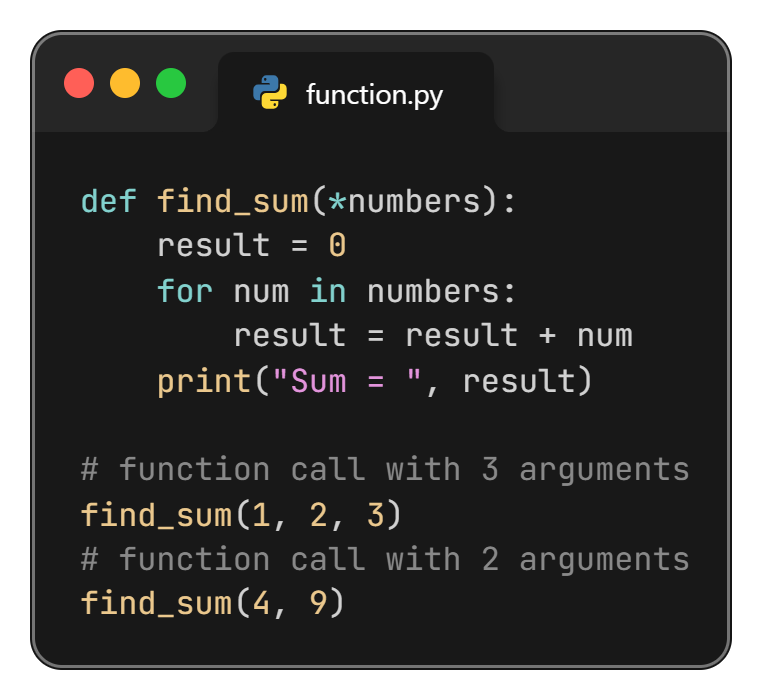 function.py
def find_sum(*numbers):
    result = 0
    for num in numbers:
        result = result + num
    print("Sum = ", result)
# function call with 3 arguments
find_sum(1, 2, 3)
# function call with 2 arguments
find_sum(4, 9)